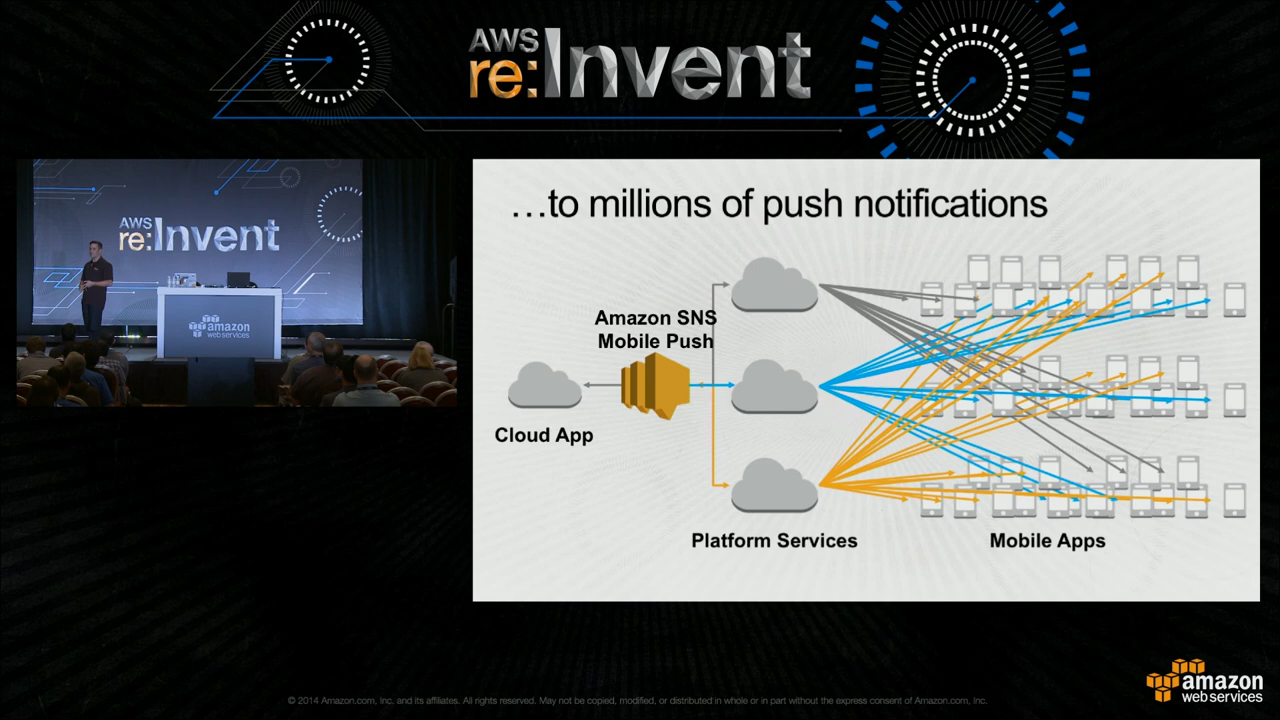 AWS
re:Invent
AWS
re:Invent
amazon
web services
…to millions of push notifications
Amazon SNS
Mobile Push
Cloud App
Platform Services
Mobile Apps
amazon
web services
© 2014 Amazon.com, Inc. and its affiliates. All rights reserved. May not be copied, modified, or distributed in whole or in part without the express consent of Amazon.com, Inc.